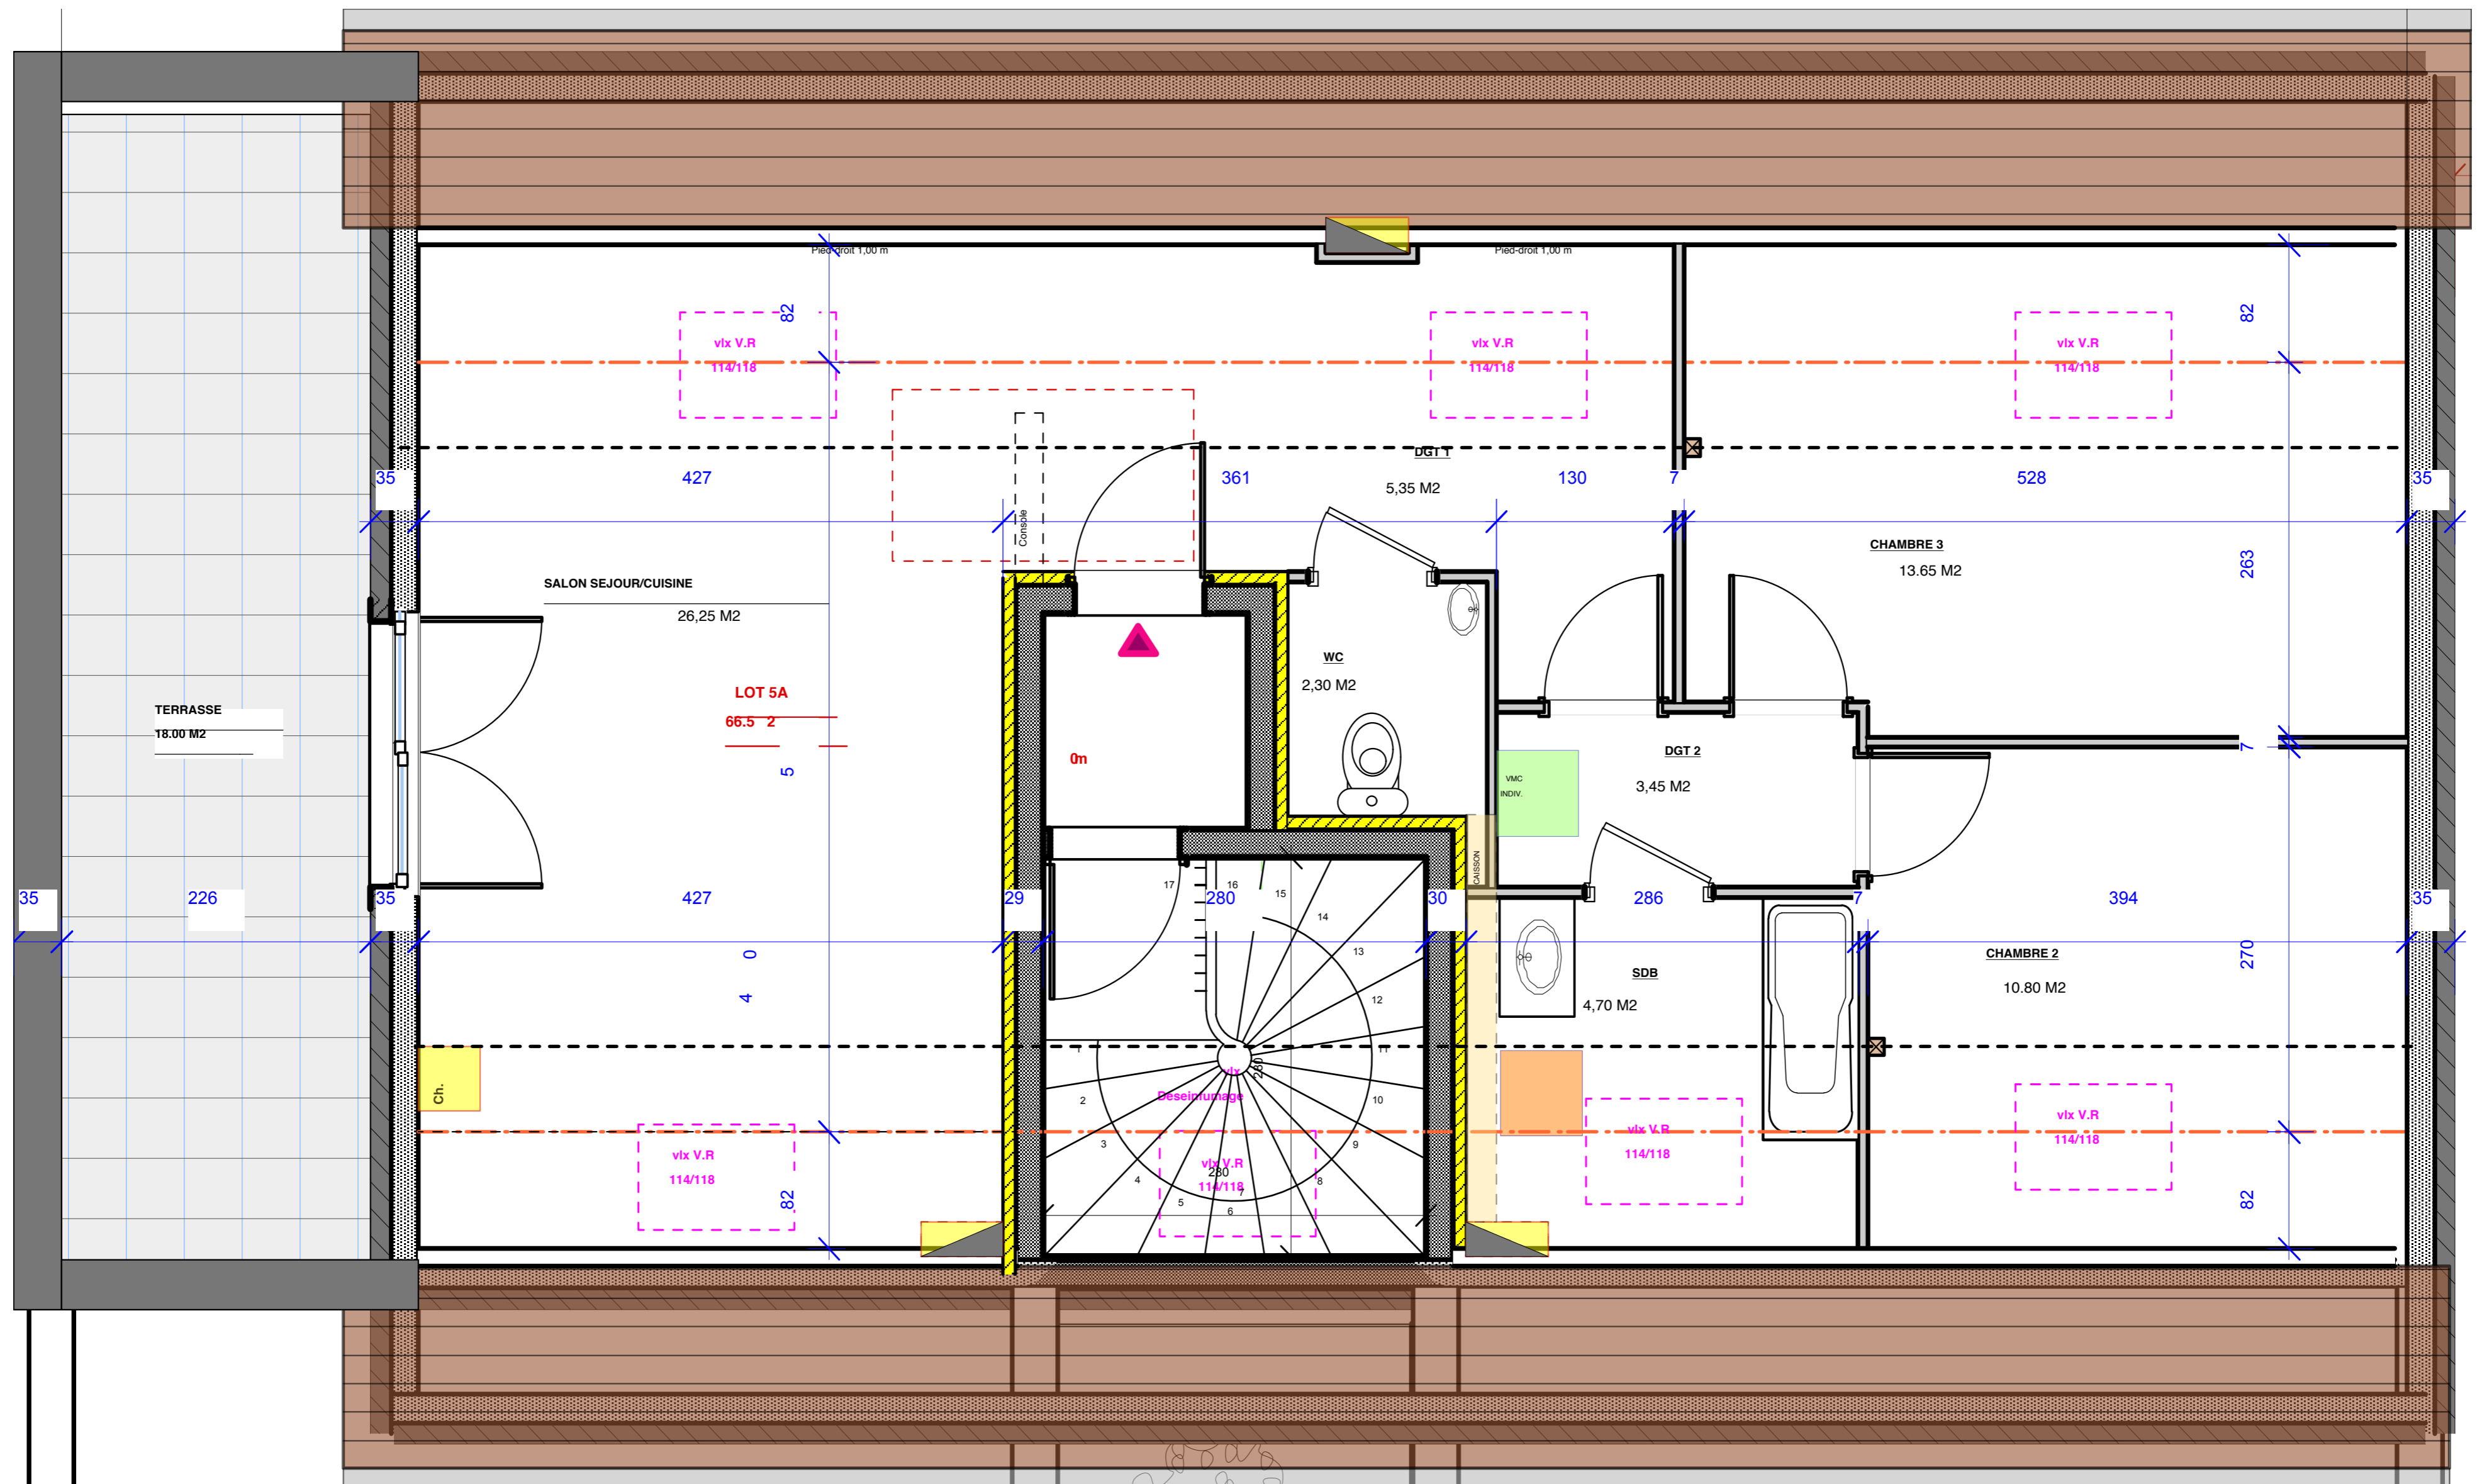 Pied-droit 1,00 m
Pied-droit 1,00 m
82
82
vlx V.R
114/118
vlx V.R
114/118
vlx V.R
114/118
DGT 1
5,35 M2
35
427
361
130
7
528
35
Console
CHAMBRE 3
13.65 M2
263
SALON SEJOUR/CUISINE
26,25 M2
WC
2,30 M2
LOT 5A
66.5 2
0m
TERRASSE
18.00 M2
5
DGT 2
3,45 M2
7
VMC
INDIV.
CAISSON
35
226
35
427
29
280
30
286
7
394
35
17
16
15
14
13
12
11
10
9
8
7
6
5
4
3
2
1
0
4
CHAMBRE 2
10.80 M2
270
SDB
4,70 M2
Ch.
vlx
Deseinfumage
280
vlx V.R
114/118
280
vlx V.R
114/118
vlx V.R
114/118
vlx V.R
114/118
82
82